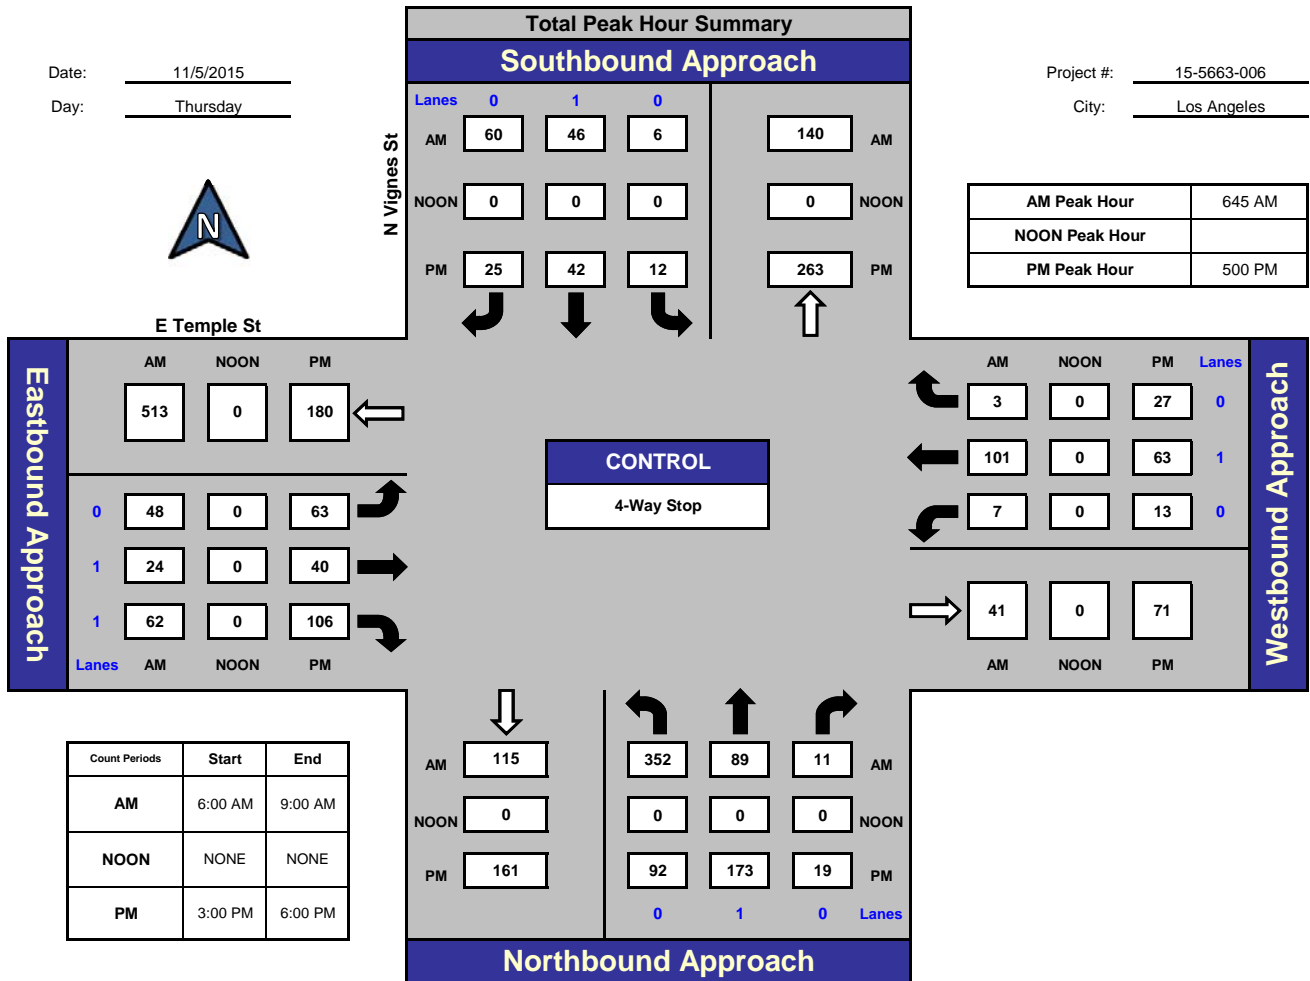 Total Peak Hour Summary
Southbound Approach
Date: 11/5/2015
Day: Thursday
Project #: 15-5663-006
City: Los Angeles
N
N Vignes St
Lanes 0 1 0
AM 60 46 6 140 AM
NOON 0 0 0 0 NOON
PM 25 42 12 263 PM
AM Peak Hour 645 AM
NOON Peak Hour
PM Peak Hour 500 PM
E Temple St
Eastbound Approach
AM NOON PM
513 0 180
0 48 0 63
1 24 0 40
1 62 0 106
Lanes AM NOON PM
CONTROL
4-Way Stop
AM NOON PM Lanes
3 0 27 0
101 0 63 1
7 0 13 0
41 0 71
AM NOON PM
Westbound Approach
Count Periods Start End
AM 6:00 AM 9:00 AM
NOON NONE NONE
PM 3:00 PM 6:00 PM
AM 115 352 89 11 AM
NOON 0 0 0 0 NOON
PM 161 92 173 19 PM
0 1 0 Lanes
Northbound Approach